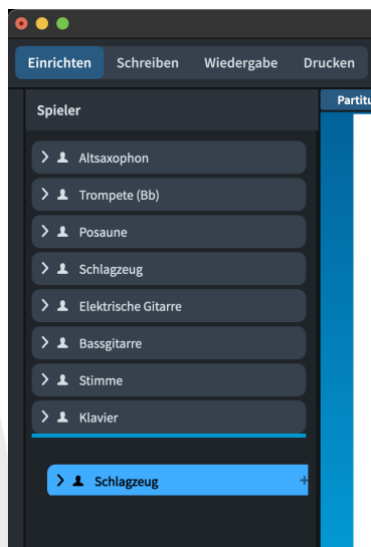 Einrichten Schreiben Wiedergabe Drucken
Spieler
Altsaxophon
Trompete (Bb)
Posaune
Schlagzeug
Elektrische Gitarre
Bassgitarre
Stimme
Klavier
Schlagzeug +